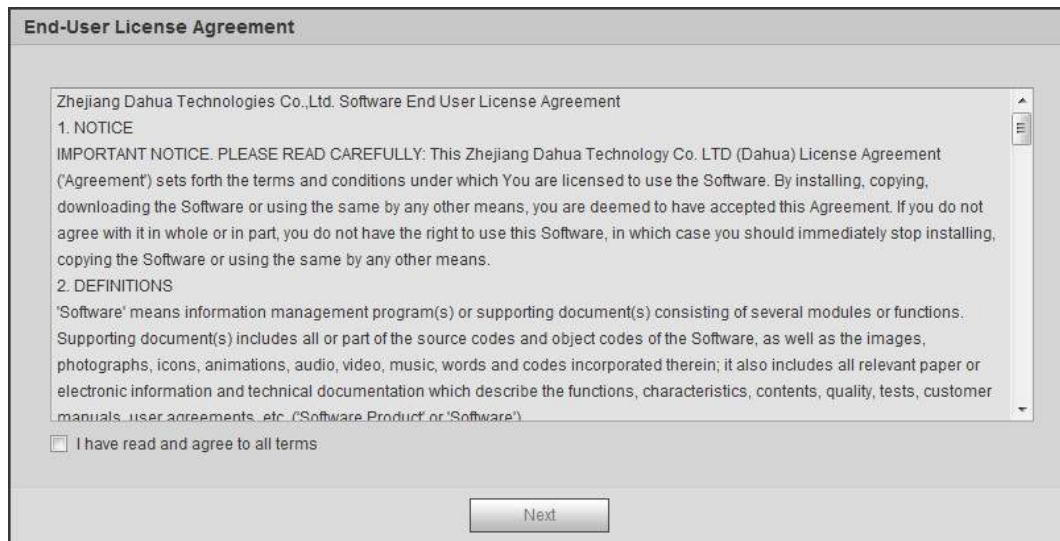 End-User License Agreement
Zhejiang Dahua Technologies Co.,Ltd. Software End User License Agreement
1. NOTICE
IMPORTANT NOTICE. PLEASE READ CAREFULLY: This Zhejiang Dahua Technology Co. LTD (Dahua) License Agreement
('Agreement') sets forth the terms and conditions under which You are licensed to use the Software. By installing, copying,
downloading the Software or using the same by any other means, you are deemed to have accepted this Agreement. If you do not
agree with it in whole or in part, you do not have the right to use this Software, in which case you should immediately stop installing,
copying the Software or using the same by any other means.
2. DEFINITIONS
'Software' means information management program(s) or supporting document(s) consisting of several modules or functions.
Supporting document(s) includes all or part of the source codes and object codes of the Software, as well as the images,
photographs, icons, animations, audio, video, music, words and codes incorporated therein; it also includes all relevant paper or
electronic information and technical documentation which describe the functions, characteristics, contents, quality, tests, customer
manuals, user agreements, etc. ('Software Product' or 'Software')
I have read and agree to all terms
Next